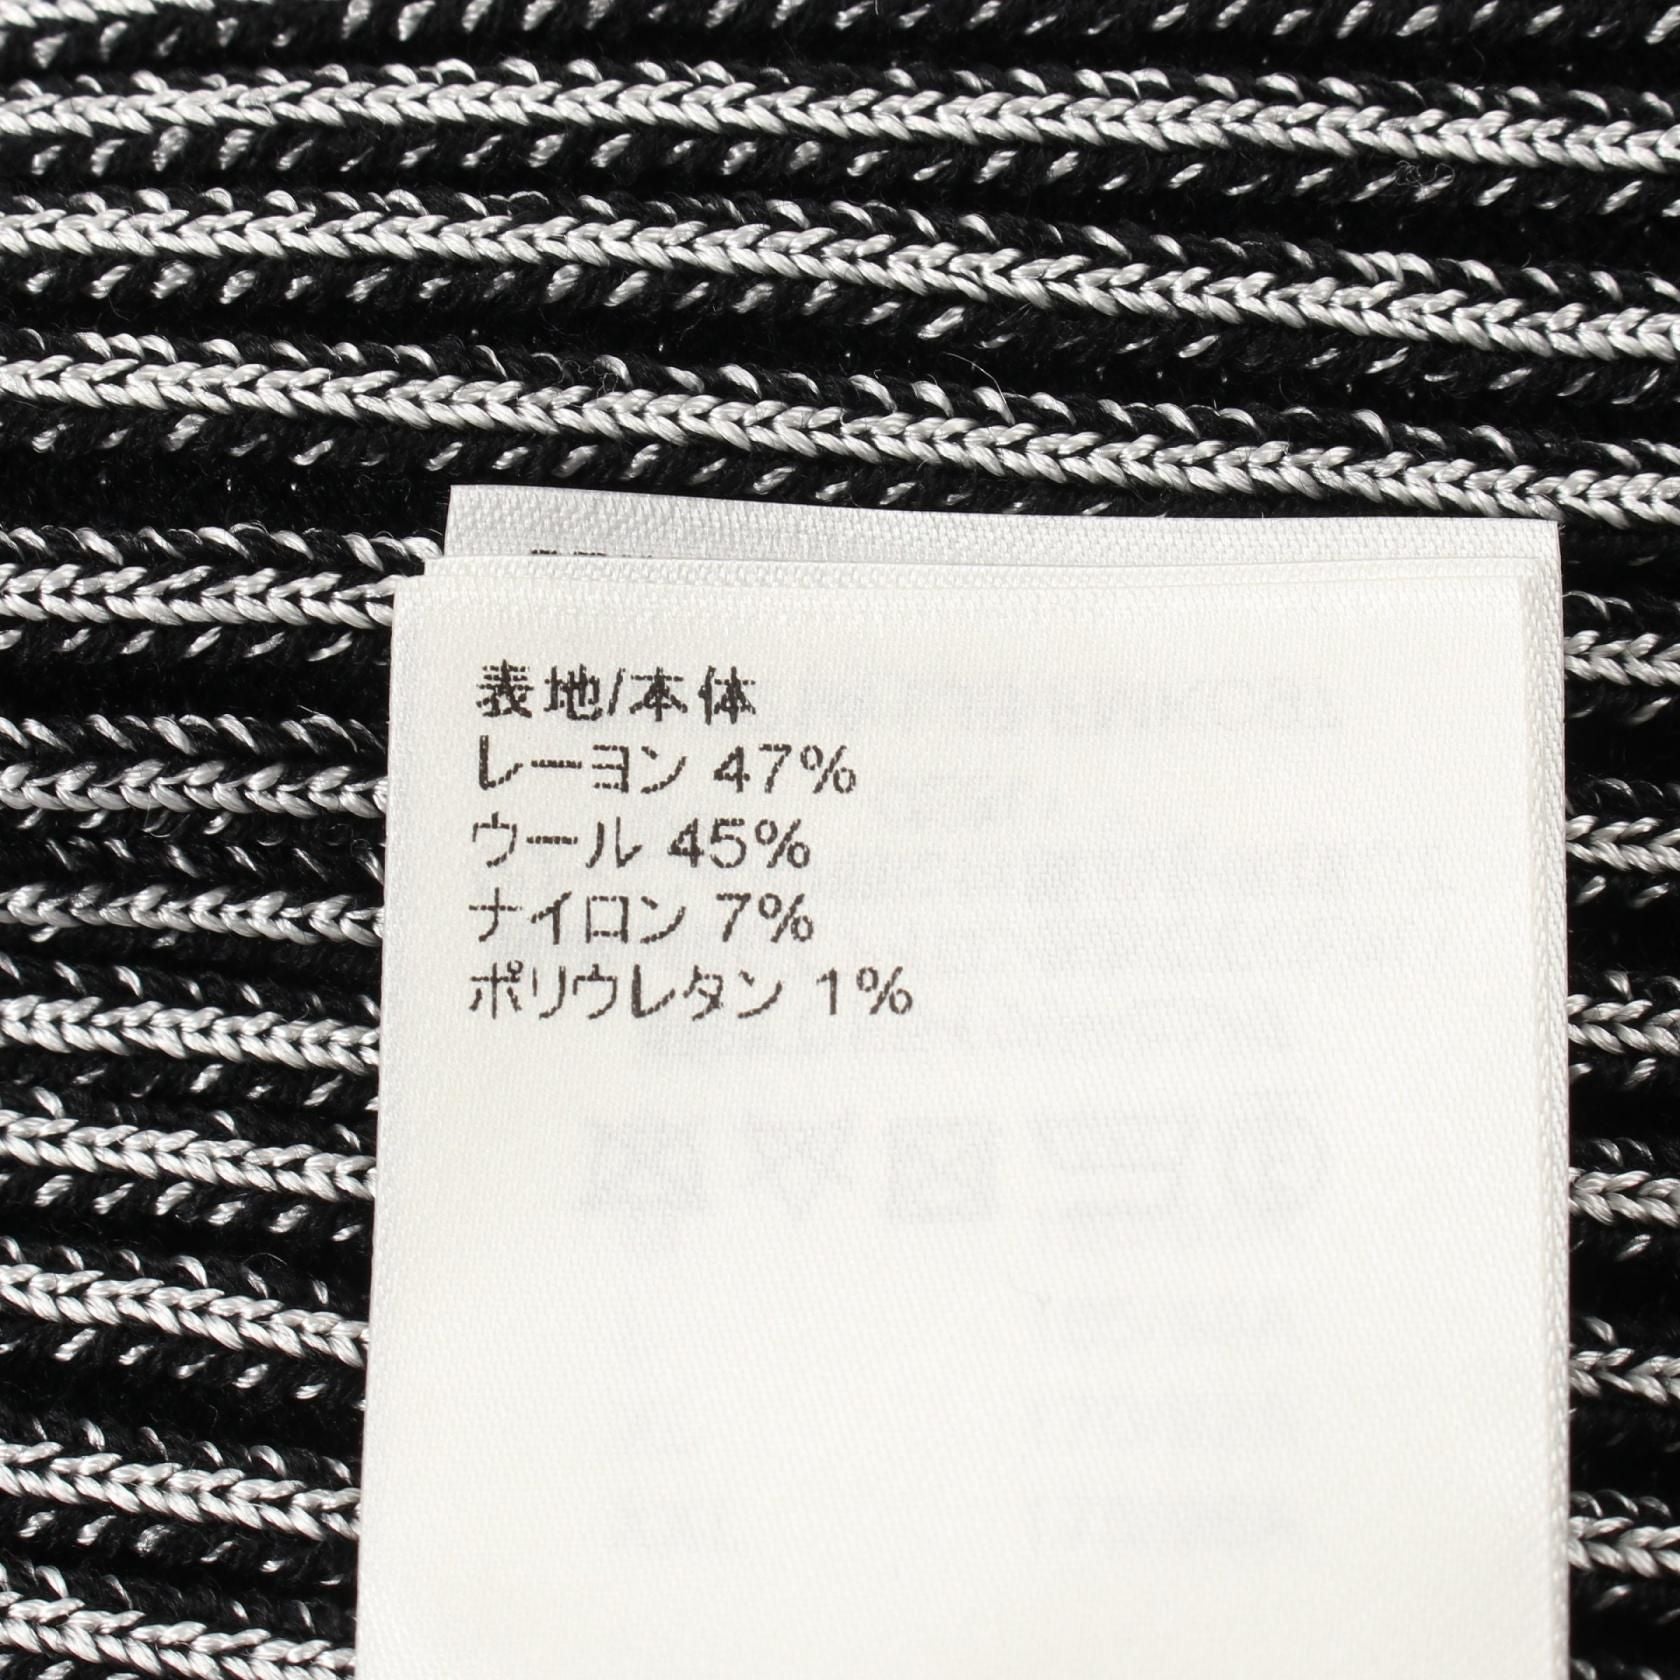 表地/本体
レーヨン 47%
ウール 45%
ナイロン 7%
ポリウレタン 1%